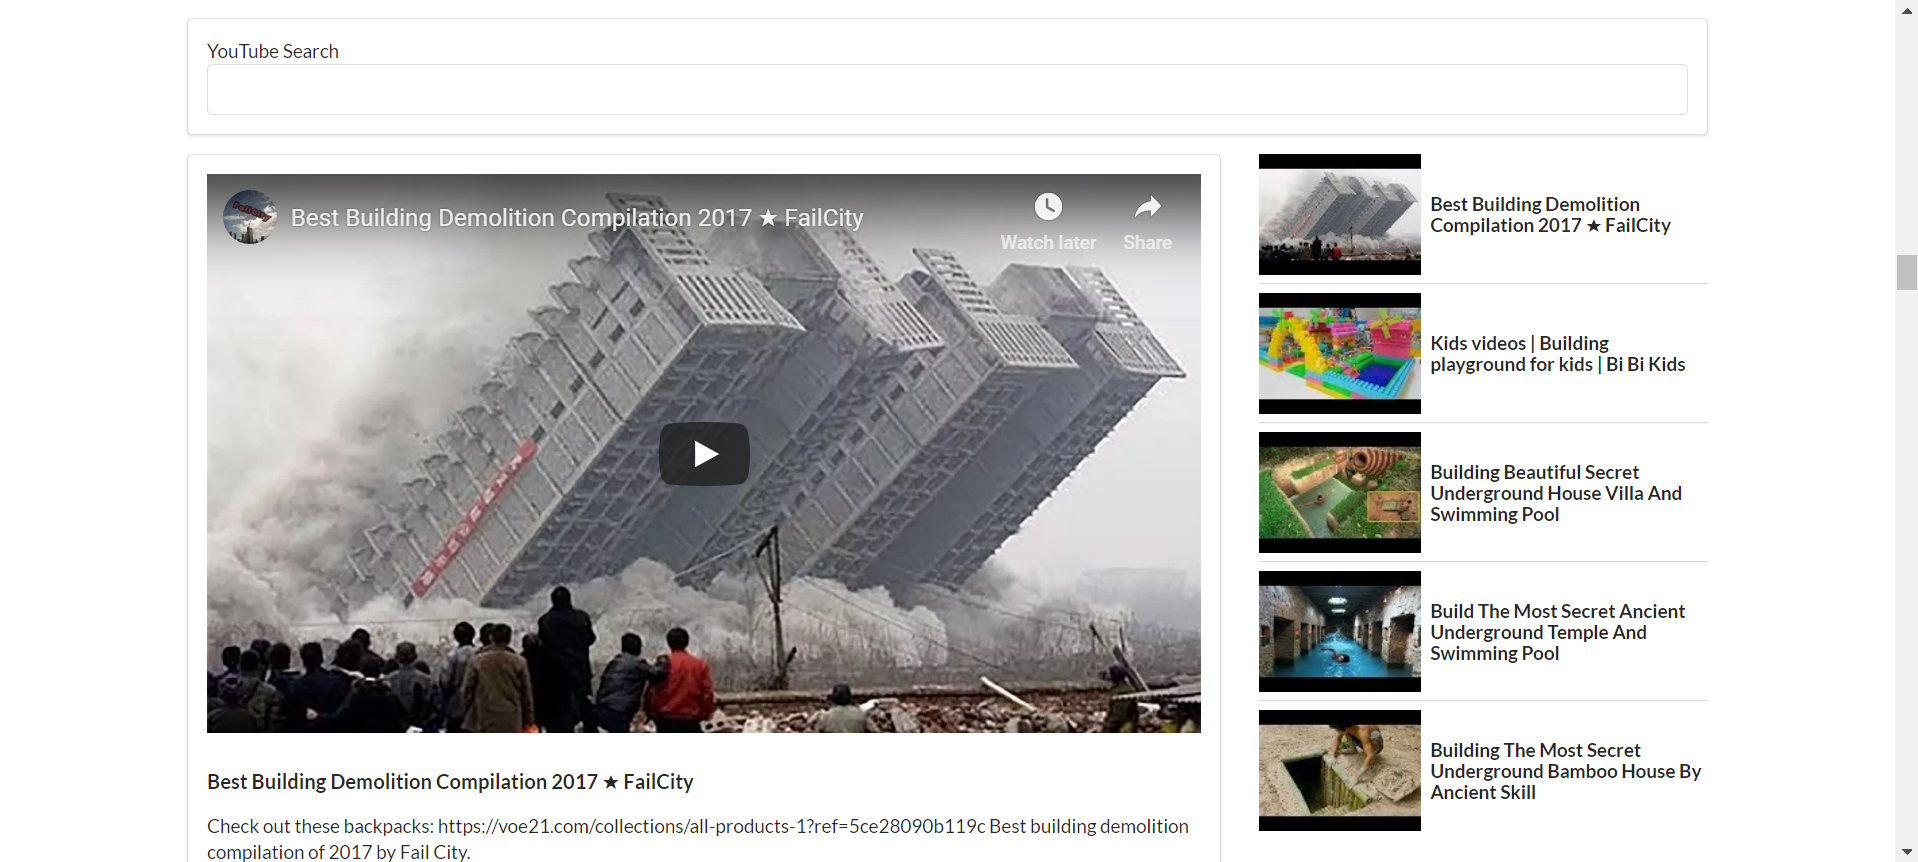 YouTube Search
Best Building Demolition Compilation 2017 ★ FailCity
Watch later
Share
Best Building Demolition Compilation 2017 ★ FailCity
Check out these backpacks: https://voe21.com/collections/all-products-1?ref=5ce28090b119c Best building demolition
compilation of 2017 by Fail City.
Best Building Demolition
Compilation 2017 ★ FailCity
Kids videos | Building
playground for kids | Bi Bi Kids
Building Beautiful Secret
Underground House Villa And
Swimming Pool
Build The Most Secret Ancient
Underground Temple And
Swimming Pool
Building The Most Secret
Underground Bamboo House By
Ancient Skill